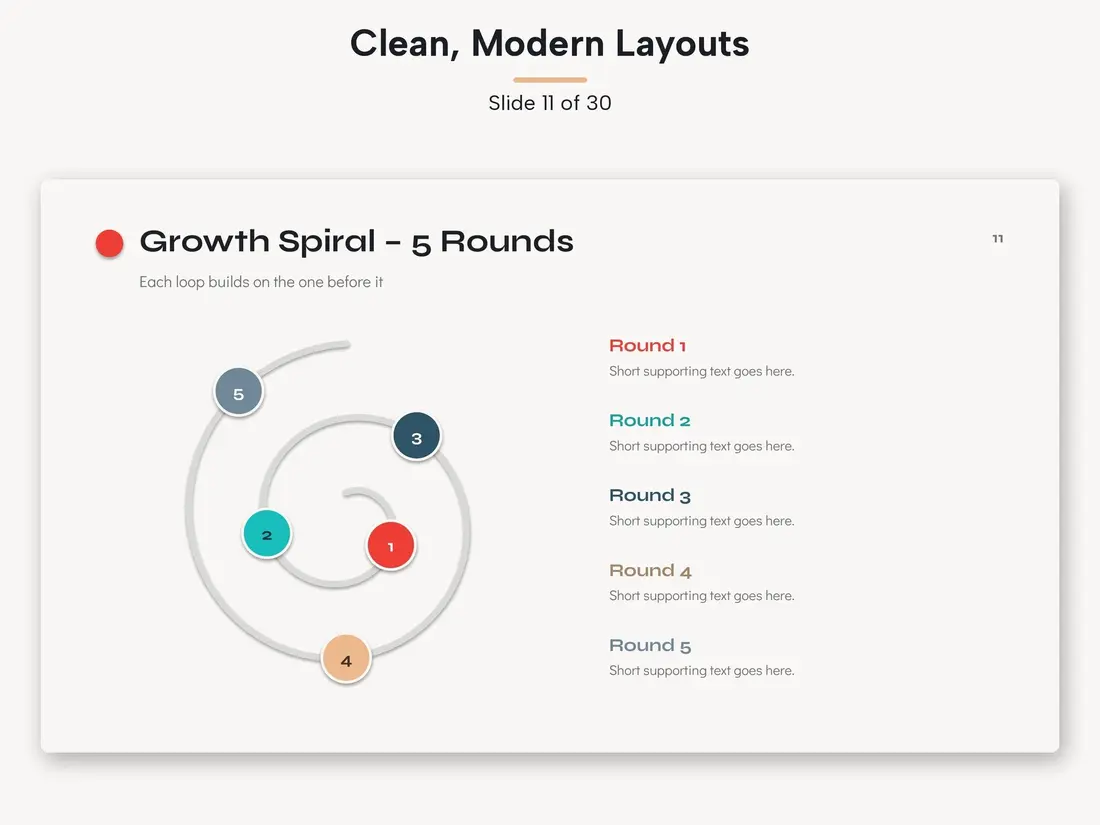 Clean, Modern Layouts
Slide 11 of 30
Growth Spiral – 5 Rounds
11
Each loop builds on the one before it
5
3
2
1
4
Round 1
Short supporting text goes here.
Round 2
Short supporting text goes here.
Round 3
Short supporting text goes here.
Round 4
Short supporting text goes here.
Round 5
Short supporting text goes here.